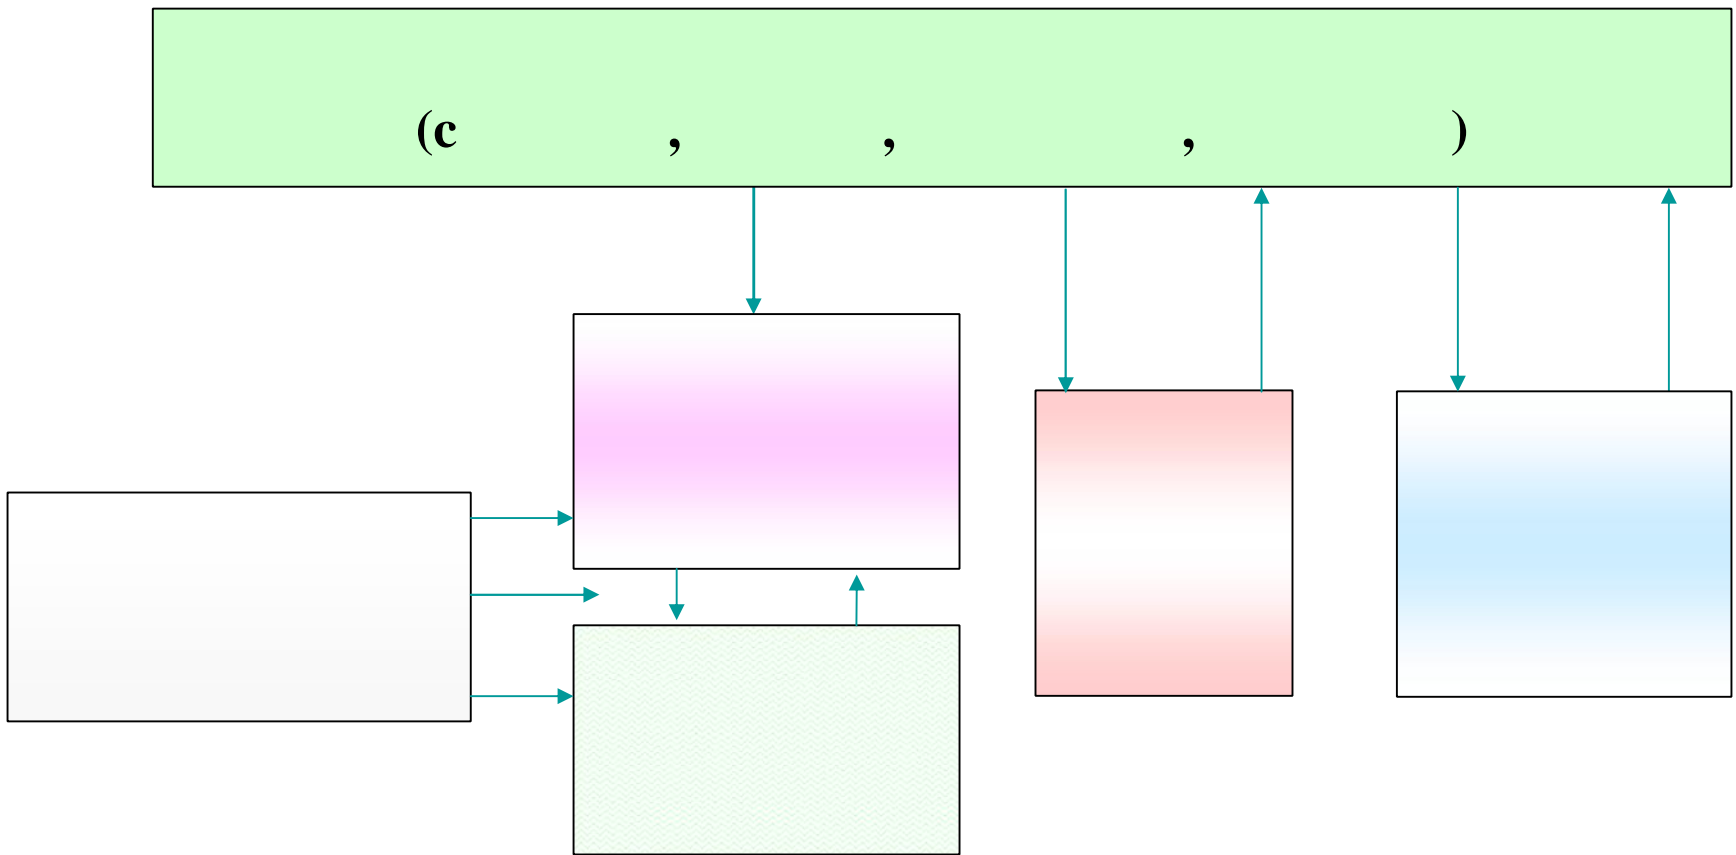 (c , , , )